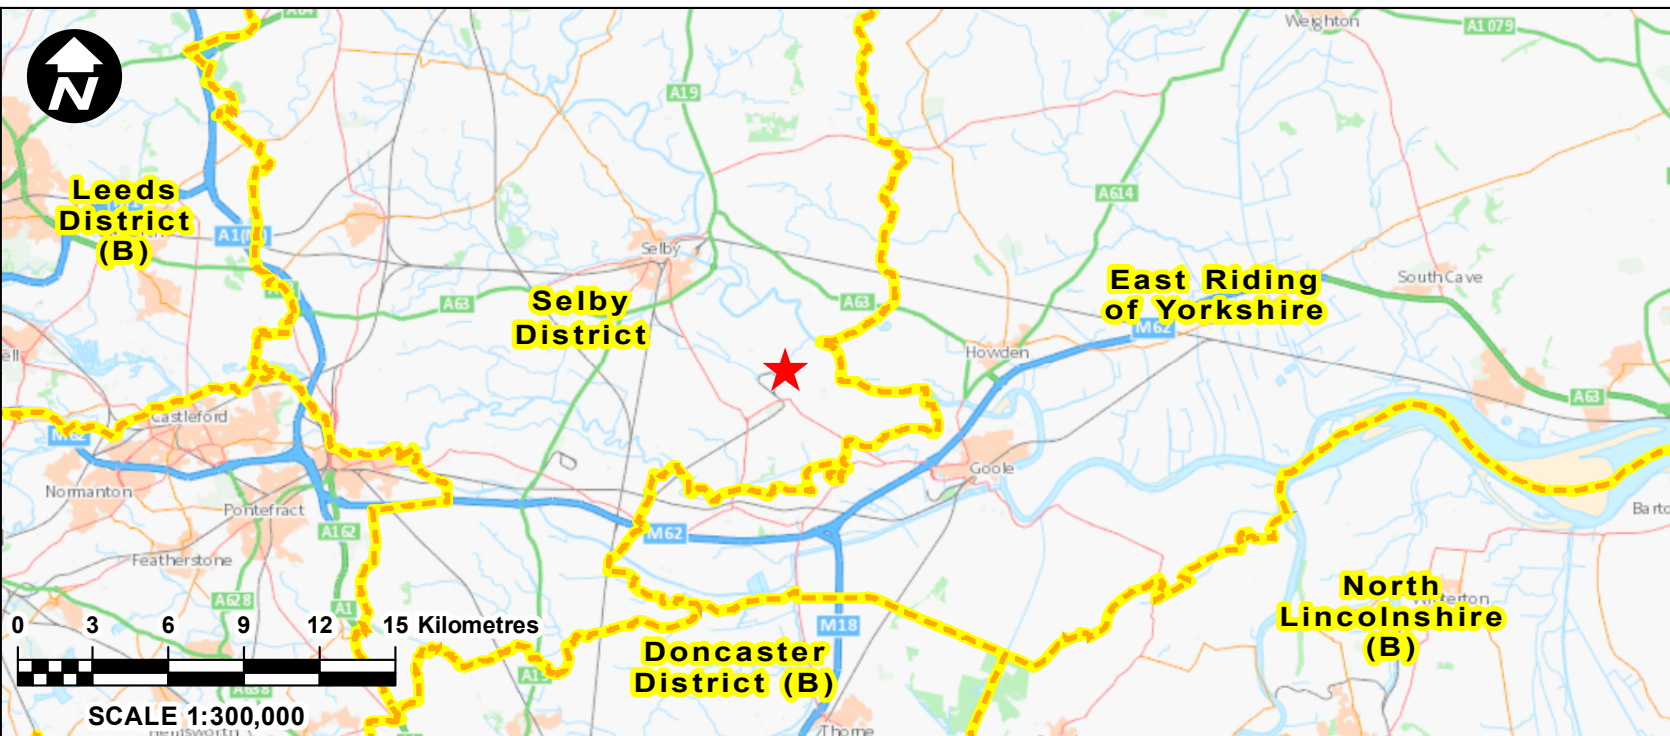 Weighton
A1079
N
A19
Leeds
District
(B)
A614
A1(M)
Selby
East Riding
of Yorkshire
South Cave
Selby
District
A63
A63
M62
Howden
A63
Castleford
M62
Goole
Normanton
Pontefract
A162
M62
Featherstone
A628
A1
North
Lincolnshire
(B)
0 3 6 9 12 15 Kilometres
M18
Doncaster
District (B)
A638
SCALE 1:300,000
Thorne